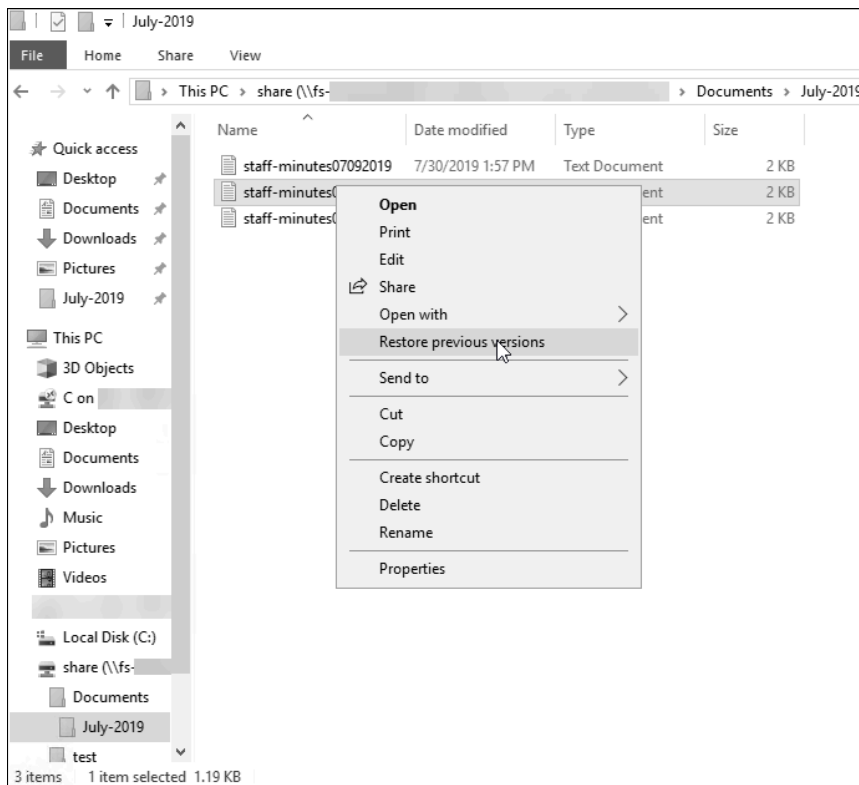 July-2019
File Home Share View
This PC > share (\\fs- > Documents > July-2019
Name Date modified Type Size
Quick access
Desktop
Documents
Downloads
Pictures
July-2019
This PC
3D Objects
C on
Desktop
Documents
Downloads
Music
Pictures
Videos
Local Disk (C:)
share (\\fs-
Documents
July-2019
test
staff-minutes07092019 7/30/2019 1:57 PM Text Document 2 KB
staff-minutes0 ent 2 KB
staff-minutes0 ent 2 KB
Open
Print
Edit
Share
Open with
Restore previous versions
Send to
Cut
Copy
Create shortcut
Delete
Rename
Properties
3 items 1 item selected 1.19 KB